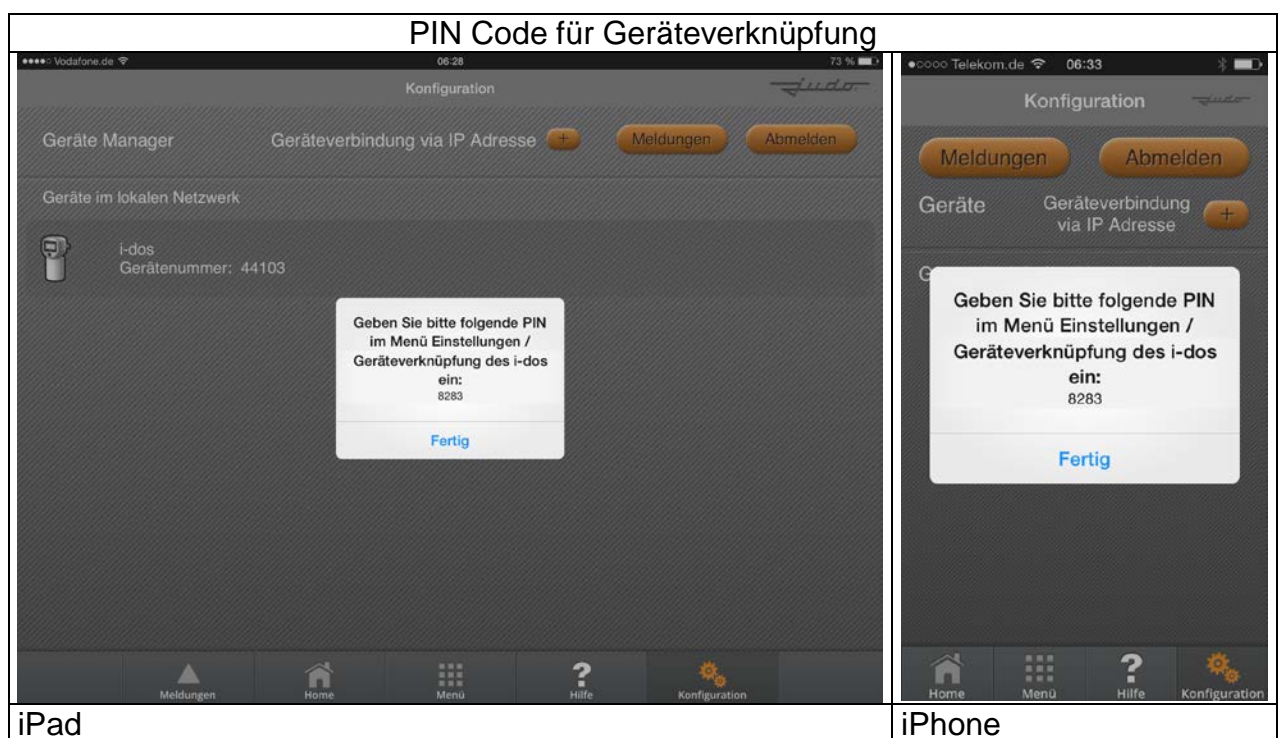 PIN Code für Geräteverknüpfung
●●●●○ Vodafone.de 06:28 73 %
Konfiguration
judo
Geräte Manager Geräteverbindung via IP Adresse + Meldungen Abmelden
Geräte im lokalen Netzwerk
i-dos
Gerätenummer: 44103
Geben Sie bitte folgende PIN
im Menü Einstellungen /
Geräteverknüpfung des i-dos
ein:
8283
Fertig
Meldungen Home Menü ? Hilfe Konfiguration
iPad
●○○○○ Telekom.de 06:33
Konfiguration
judo
Meldungen Abmelden
Geräte Geräteverbindung
via IP Adresse +
G
Geben Sie bitte folgende PIN
im Menü Einstellungen /
Geräteverknüpfung des i-dos
ein:
8283
Fertig
Home Menü ? Hilfe Konfiguration
iPhone